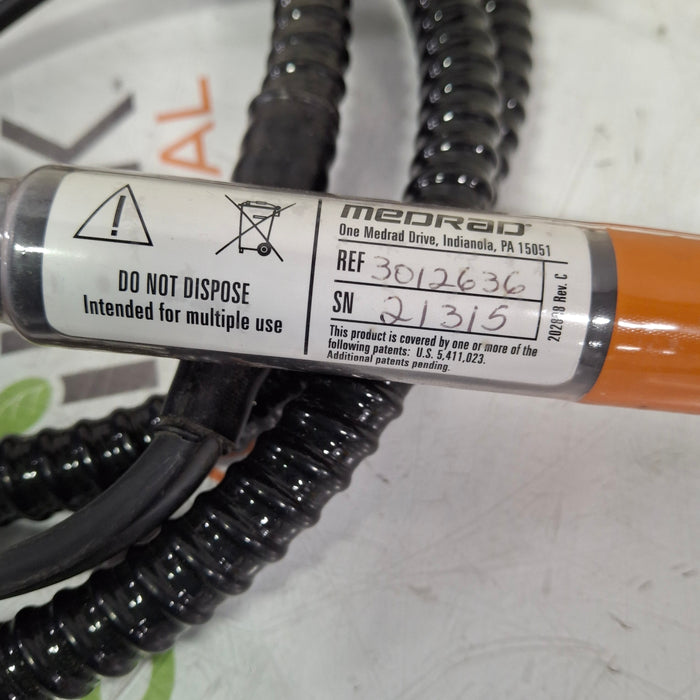 AL
DO NOT DISPOSE
Intended for multiple use
MEDRAD
One Medrad Drive, Indianola, PA 15051
REF 3012636
SN 21315
This product is covered by one or more of the
following patents: U.S. 5,411,023.
Additional patents pending.
Rev. C